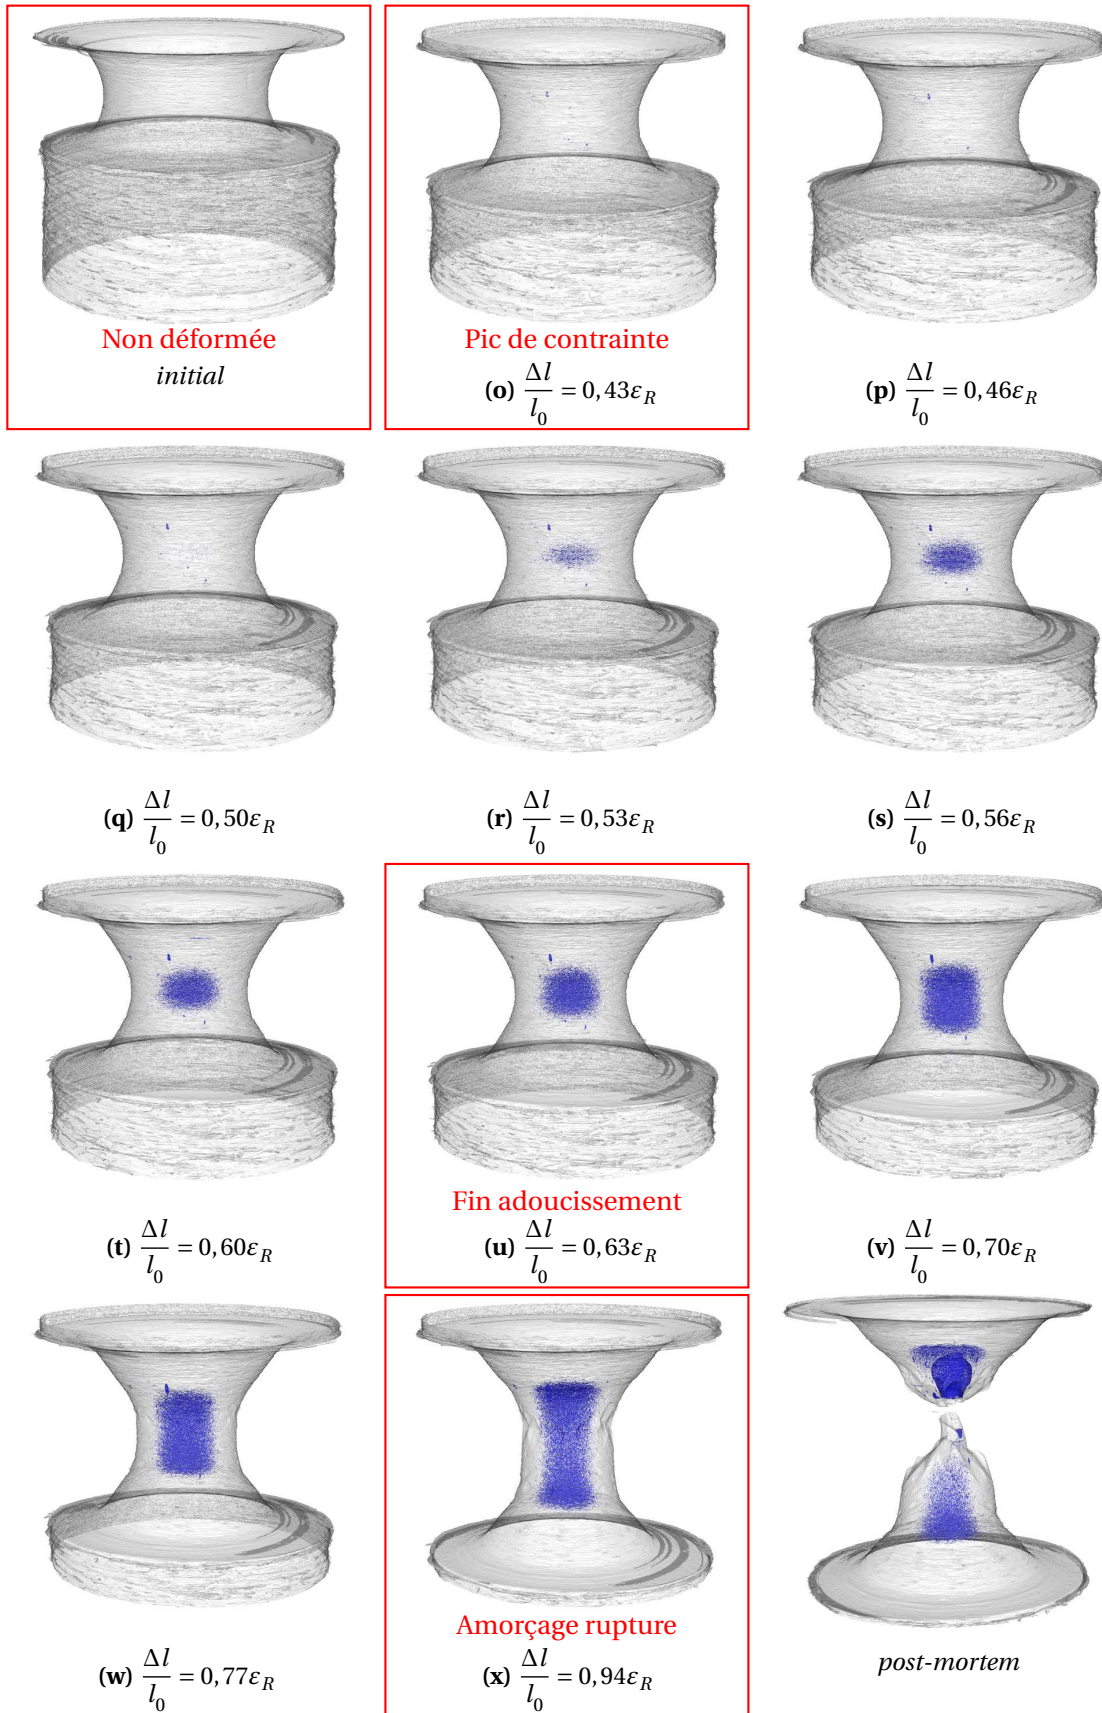 Non déformée
initial
Pic de contrainte
(o) Δl/l₀ = 0,43εR
(p) Δl/l₀ = 0,46εR
(q) Δl/l₀ = 0,50εR
(r) Δl/l₀ = 0,53εR
(s) Δl/l₀ = 0,56εR
(t) Δl/l₀ = 0,60εR
Fin adoucissement
(u) Δl/l₀ = 0,63εR
(v) Δl/l₀ = 0,70εR
(w) Δl/l₀ = 0,77εR
Amorçage rupture
(x) Δl/l₀ = 0,94εR
post-mortem